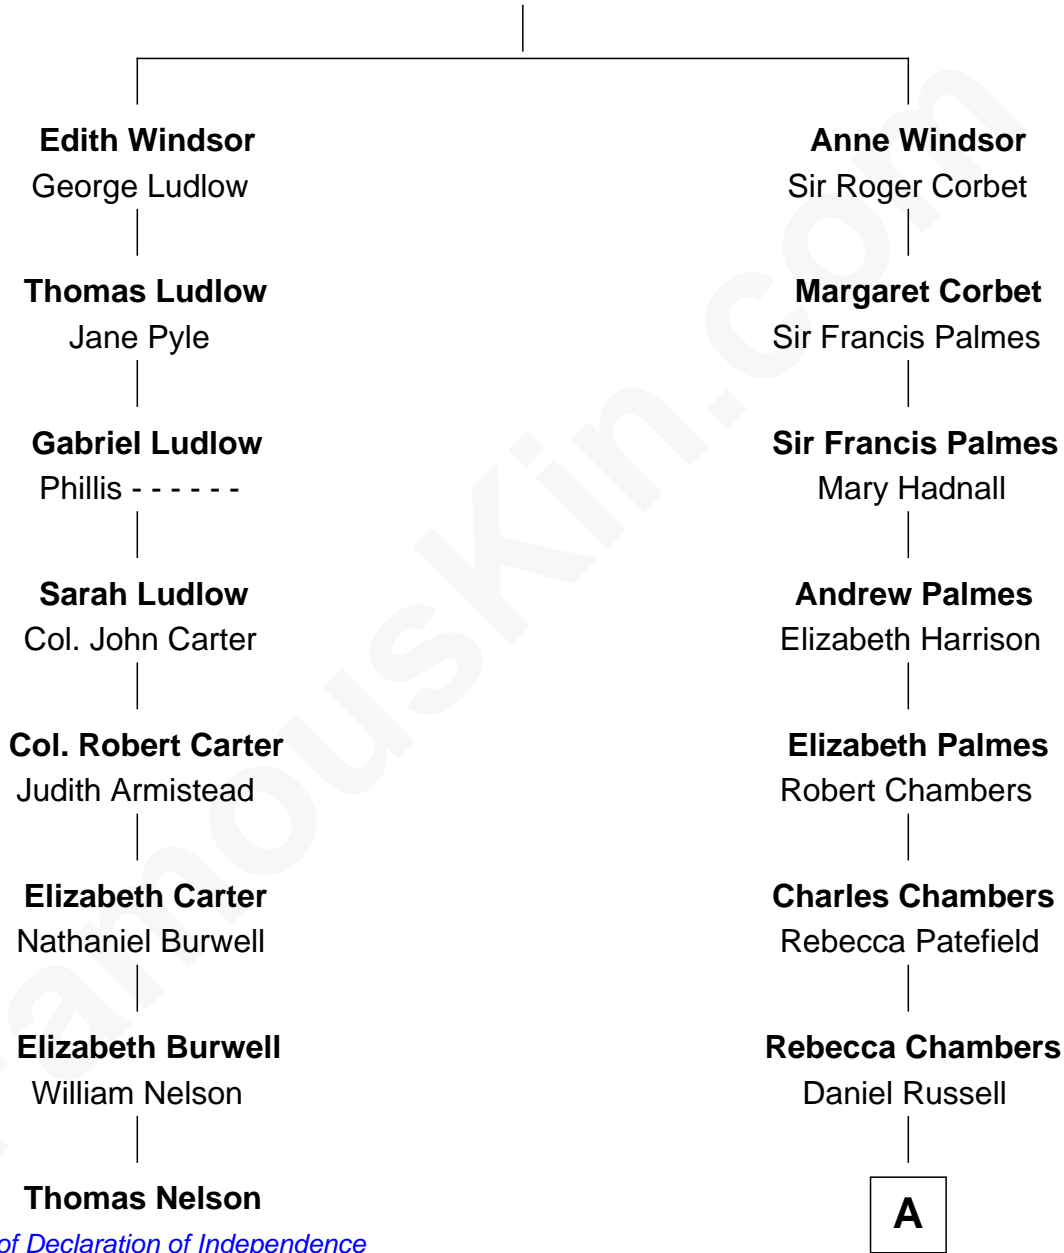 Edith Windsor
George Ludlow
Thomas Ludlow
Jane Pyle
Gabriel Ludlow
Phillis - - - - - -
Sarah Ludlow
Col. John Carter
Col. Robert Carter
Judith Armistead
Elizabeth Carter
Nathaniel Burwell
Elizabeth Burwell
William Nelson
Thomas Nelson
of Declaration of Independence
Anne Windsor
Sir Roger Corbet
Margaret Corbet
Sir Francis Palmes
Sir Francis Palmes
Mary Hadnall
Andrew Palmes
Elizabeth Harrison
Elizabeth Palmes
Robert Chambers
Charles Chambers
Rebecca Patefield
Rebecca Chambers
Daniel Russell
A
FamousKin.com